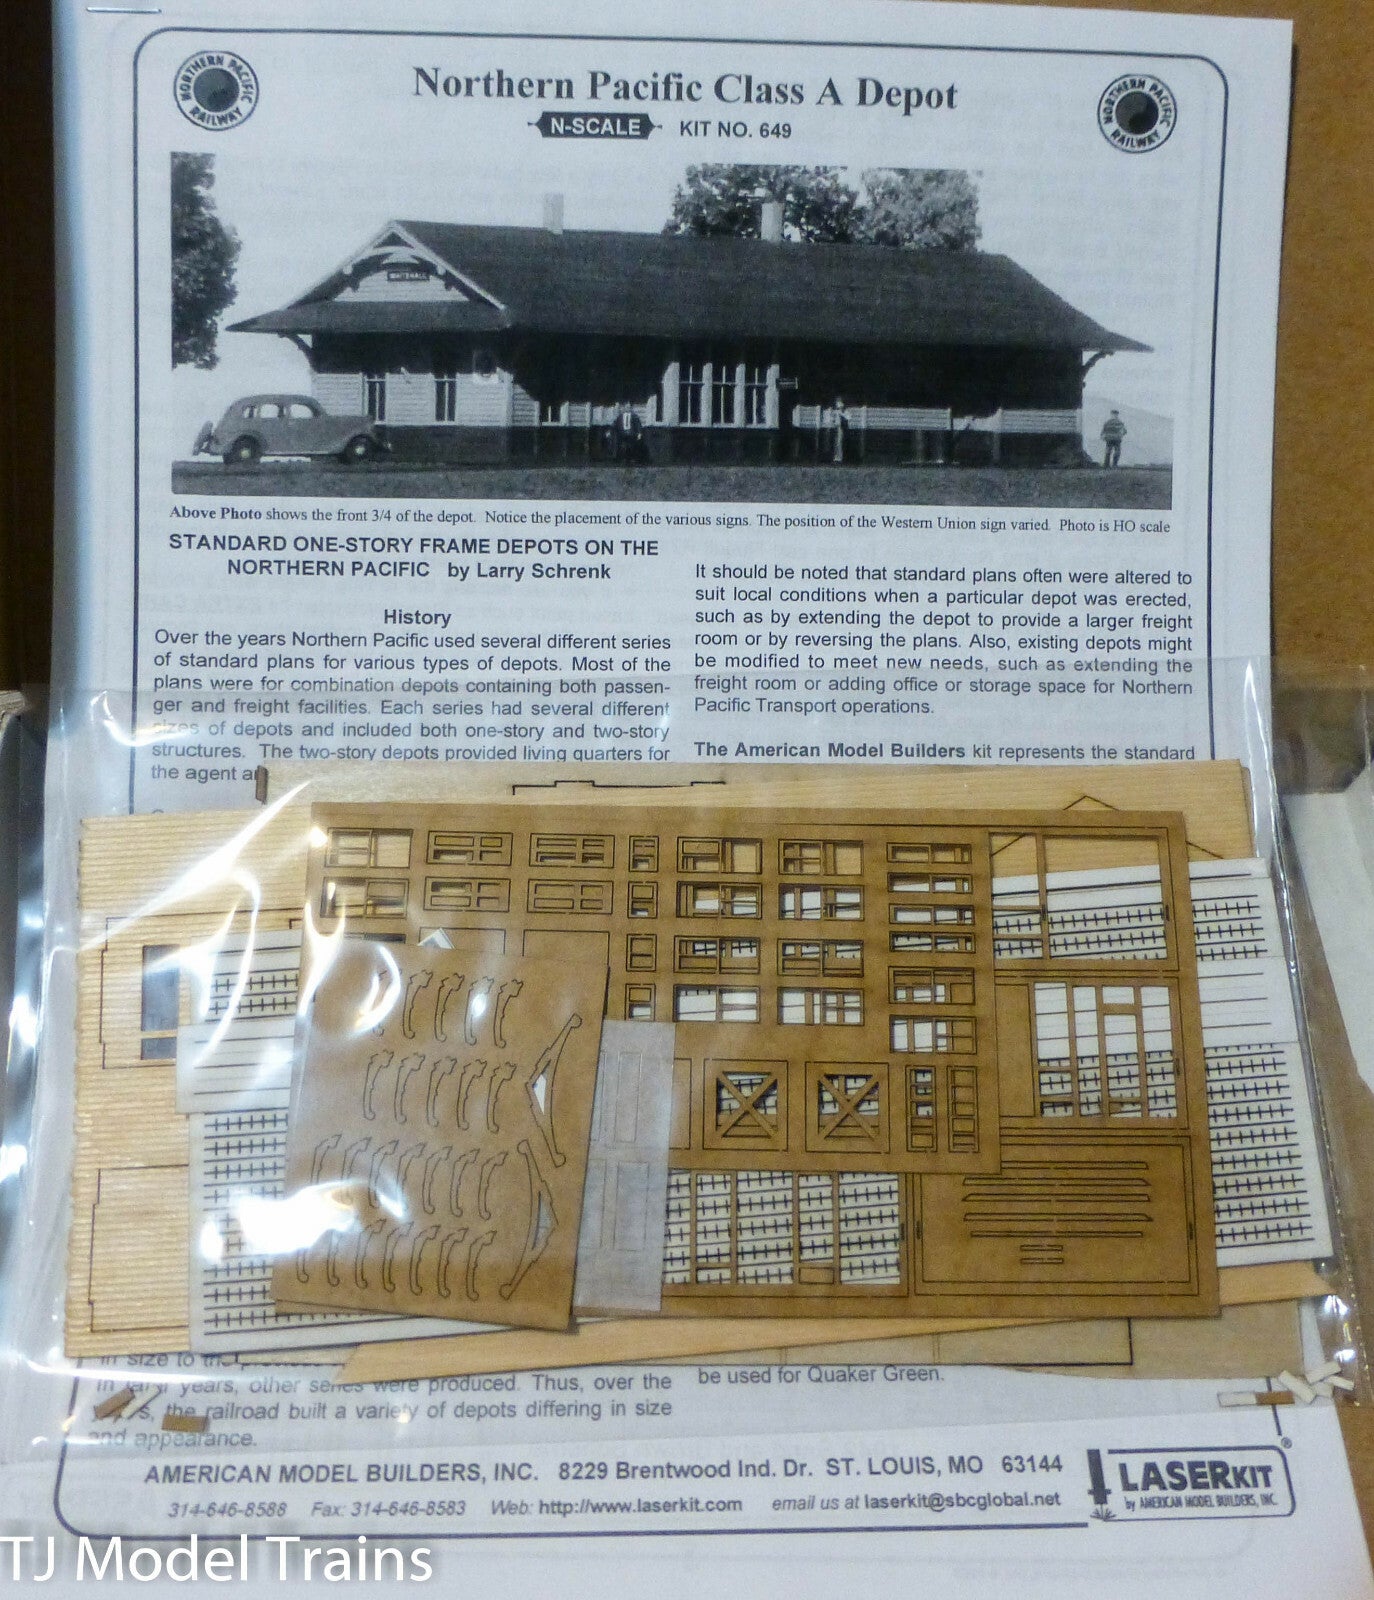 NORTHERN PACIFIC RAILWAY
Northern Pacific Class A Depot
N-SCALE KIT NO. 649
NORTHERN PACIFIC RAILWAY
WHITEHALL
Above Photo shows the front 3/4 of the depot. Notice the placement of the various signs. The position of the Western Union sign varied. Photo is HO scale
STANDARD ONE-STORY FRAME DEPOTS ON THE
NORTHERN PACIFIC by Larry Schrenk
History
Over the years Northern Pacific used several different series
of standard plans for various types of depots. Most of the
plans were for combination depots containing both passen-
ger and freight facilities. Each series had several different
sizes of depots and included both one-story and two-story
structures. The two-story depots provided living quarters for
the agent
in size to
years, other series were produced. Thus, over the
the railroad built a variety of depots differing in size
and appearance.
It should be noted that standard plans often were altered to
suit local conditions when a particular depot was erected,
such as by extending the depot to provide a larger freight
room or by reversing the plans. Also, existing depots might
be modified to meet new needs, such as extending the
freight room or adding office or storage space for Northern
Pacific Transport operations.
The American Model Builders kit represents the standard
be used for Quaker Green.
AMERICAN MODEL BUILDERS, INC. 8229 Brentwood Ind. Dr. ST. LOUIS, MO 63144
314-646-8588 Fax: 314-646-8583 Web: http://www.laserkit.com email us at laserkit@sbcglobal.net
LASERKIT®
by AMERICAN MODEL BUILDERS, INC.
TJ Model Trains